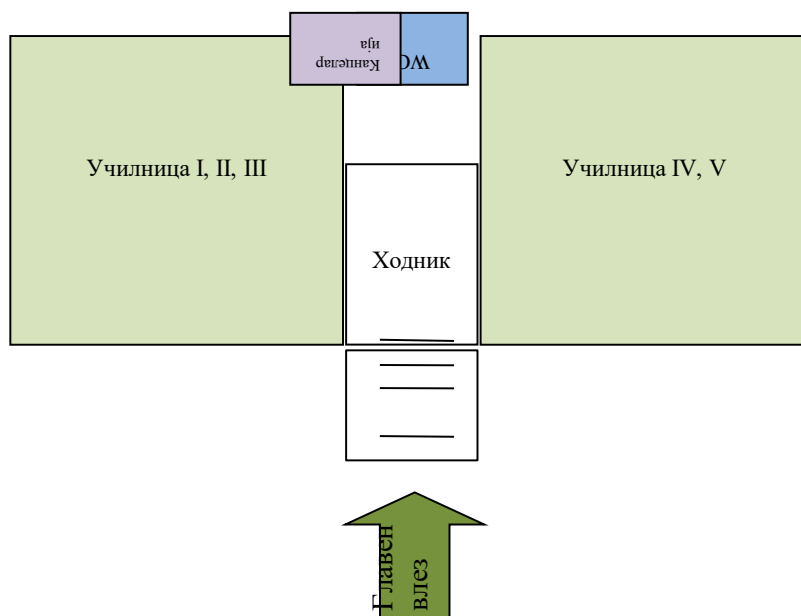 Канцелар
ија
WC
Училница I, II, III
Училница IV, V
Ходник
Главен
влез